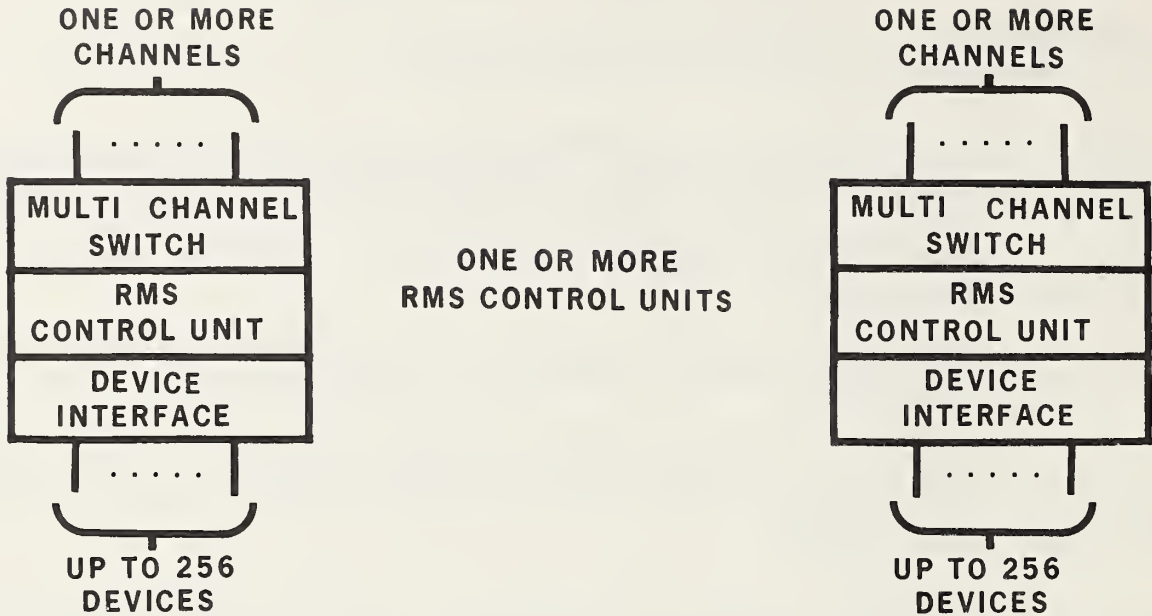 ONE OR MORE
CHANNELS
. . . . .
MULTI CHANNEL
SWITCH
RMS
CONTROL UNIT
DEVICE
INTERFACE
. . . . .
UP TO 256
DEVICES
ONE OR MORE
RMS CONTROL UNITS
ONE OR MORE
CHANNELS
. . . . .
MULTI CHANNEL
SWITCH
RMS
CONTROL UNIT
DEVICE
INTERFACE
. . . . .
UP TO 256
DEVICES